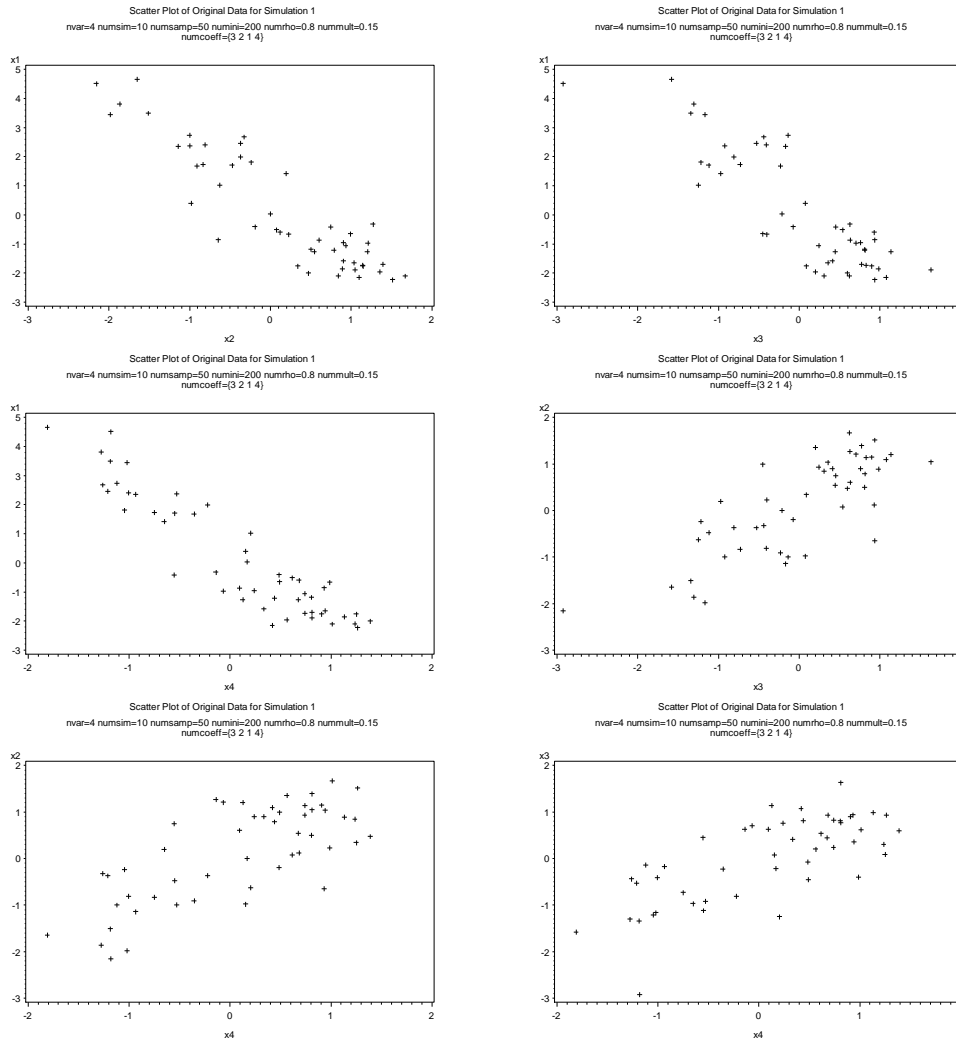 Scatter Plot of Original Data for Simulation 1
nvar=4 numsim=10 numsamp=50 numini=200 numrho=0.8 nummult=0.15
numcoeff={3 2 1 4}
x1
5
4
3
2
1
0
-1
-2
-3
-3 -2 -1 0 1 2
x2
Scatter Plot of Original Data for Simulation 1
nvar=4 numsim=10 numsamp=50 numini=200 numrho=0.8 nummult=0.15
numcoeff={3 2 1 4}
x1
5
4
3
2
1
0
-1
-2
-3
-3 -2 -1 0 1
x3
Scatter Plot of Original Data for Simulation 1
nvar=4 numsim=10 numsamp=50 numini=200 numrho=0.8 nummult=0.15
numcoeff={3 2 1 4}
x1
5
4
3
2
1
0
-1
-2
-3
-2 -1 0 1 2
x4
Scatter Plot of Original Data for Simulation 1
nvar=4 numsim=10 numsamp=50 numini=200 numrho=0.8 nummult=0.15
numcoeff={3 2 1 4}
x2
2
1
0
-1
-2
-3
-3 -2 -1 0 1
x3
Scatter Plot of Original Data for Simulation 1
nvar=4 numsim=10 numsamp=50 numini=200 numrho=0.8 nummult=0.15
numcoeff={3 2 1 4}
x2
2
1
0
-1
-2
-3
-2 -1 0 1 2
x4
Scatter Plot of Original Data for Simulation 1
nvar=4 numsim=10 numsamp=50 numini=200 numrho=0.8 nummult=0.15
numcoeff={3 2 1 4}
x3
2
1
0
-1
-2
-3
-2 -1 0 1
x4